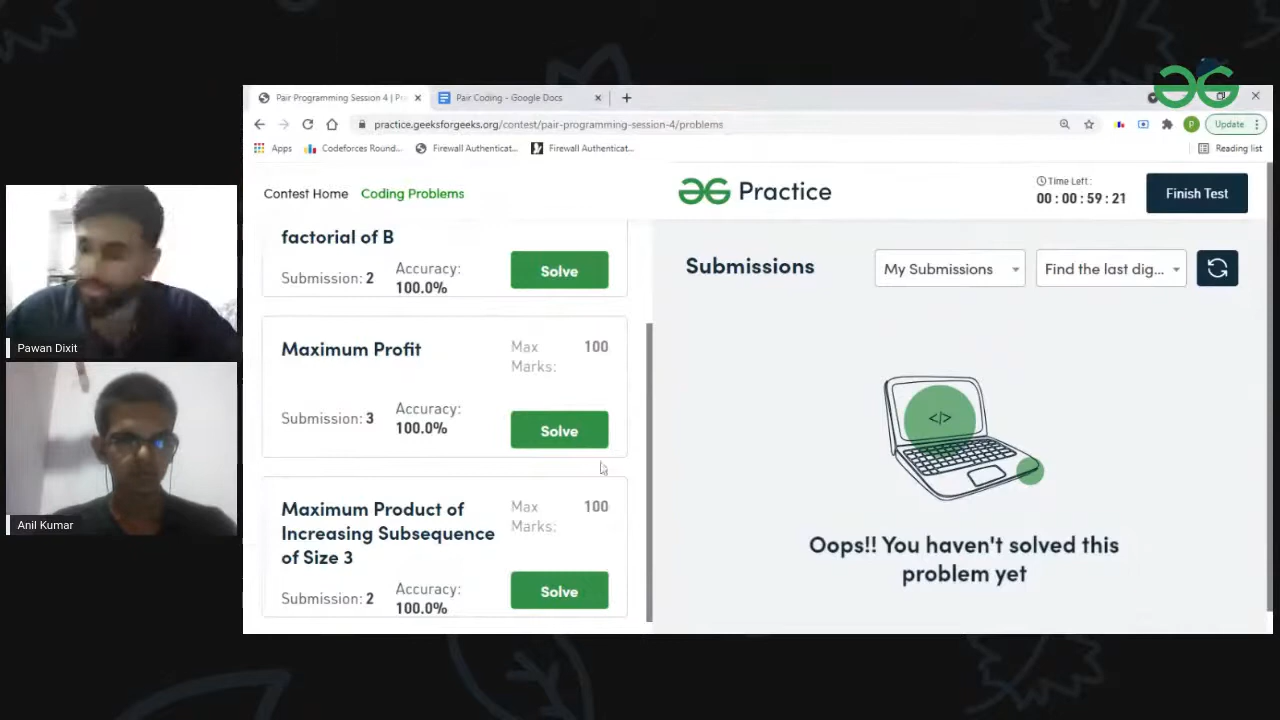 Pair Programming Session 4 | Pr
Pair Coding - Google Docs
practice.geeksforgeeks.org/contest/pair-programming-session-4/problems
Update
Apps
Codeforces Round...
Firewall Authenticat...
Firewall Authenticat...
Reading list
Contest Home
Coding Problems
Practice
Time Left:
00 : 00 : 59 : 21
Finish Test
factorial of B
Submission: 2
Accuracy:
100.0%
Solve
Maximum Profit
Max
Marks:
100
Submission: 3
Accuracy:
100.0%
Solve
Maximum Product of
Increasing Subsequence
of Size 3
Max
Marks:
100
Submission: 2
Accuracy:
100.0%
Solve
Submissions
My Submissions
Find the last dig...
</>
Oops!! You haven't solved this
problem yet
Pawan Dixit
Anil Kumar